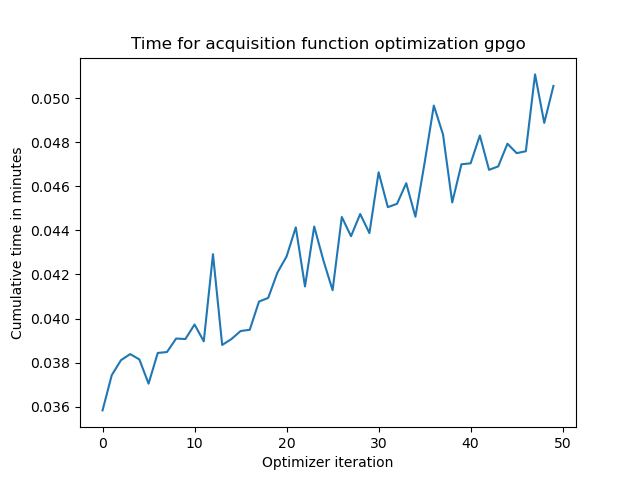 Time for acquisition function optimization gpgo
Cumulative time in minutes
0.050
0.048
0.046
0.044
0.042
0.040
0.038
0.036
0 10 20 30 40 50
Optimizer iteration